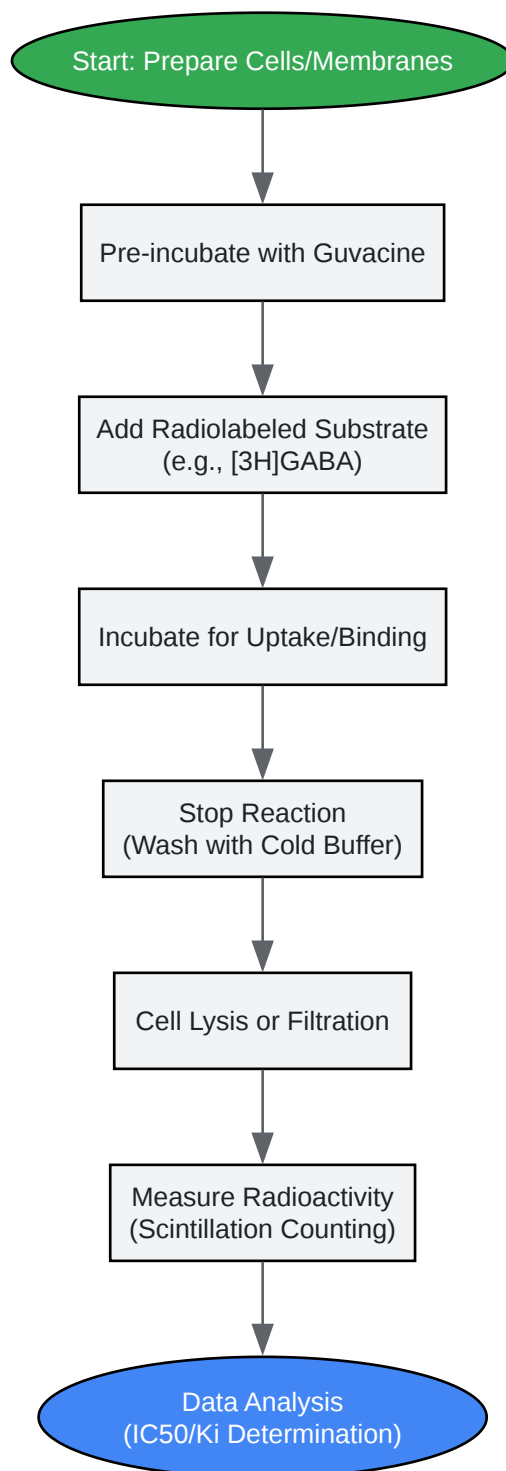 Start: Prepare Cells/Membranes
Pre-incubate with Guvacine
Add Radiolabeled Substrate
(e.g., [3H]GABA)
Incubate for Uptake/Binding
Stop Reaction
(Wash with Cold Buffer)
Cell Lysis or Filtration
Measure Radioactivity
(Scintillation Counting)
Data Analysis
(IC50/Ki Determination)